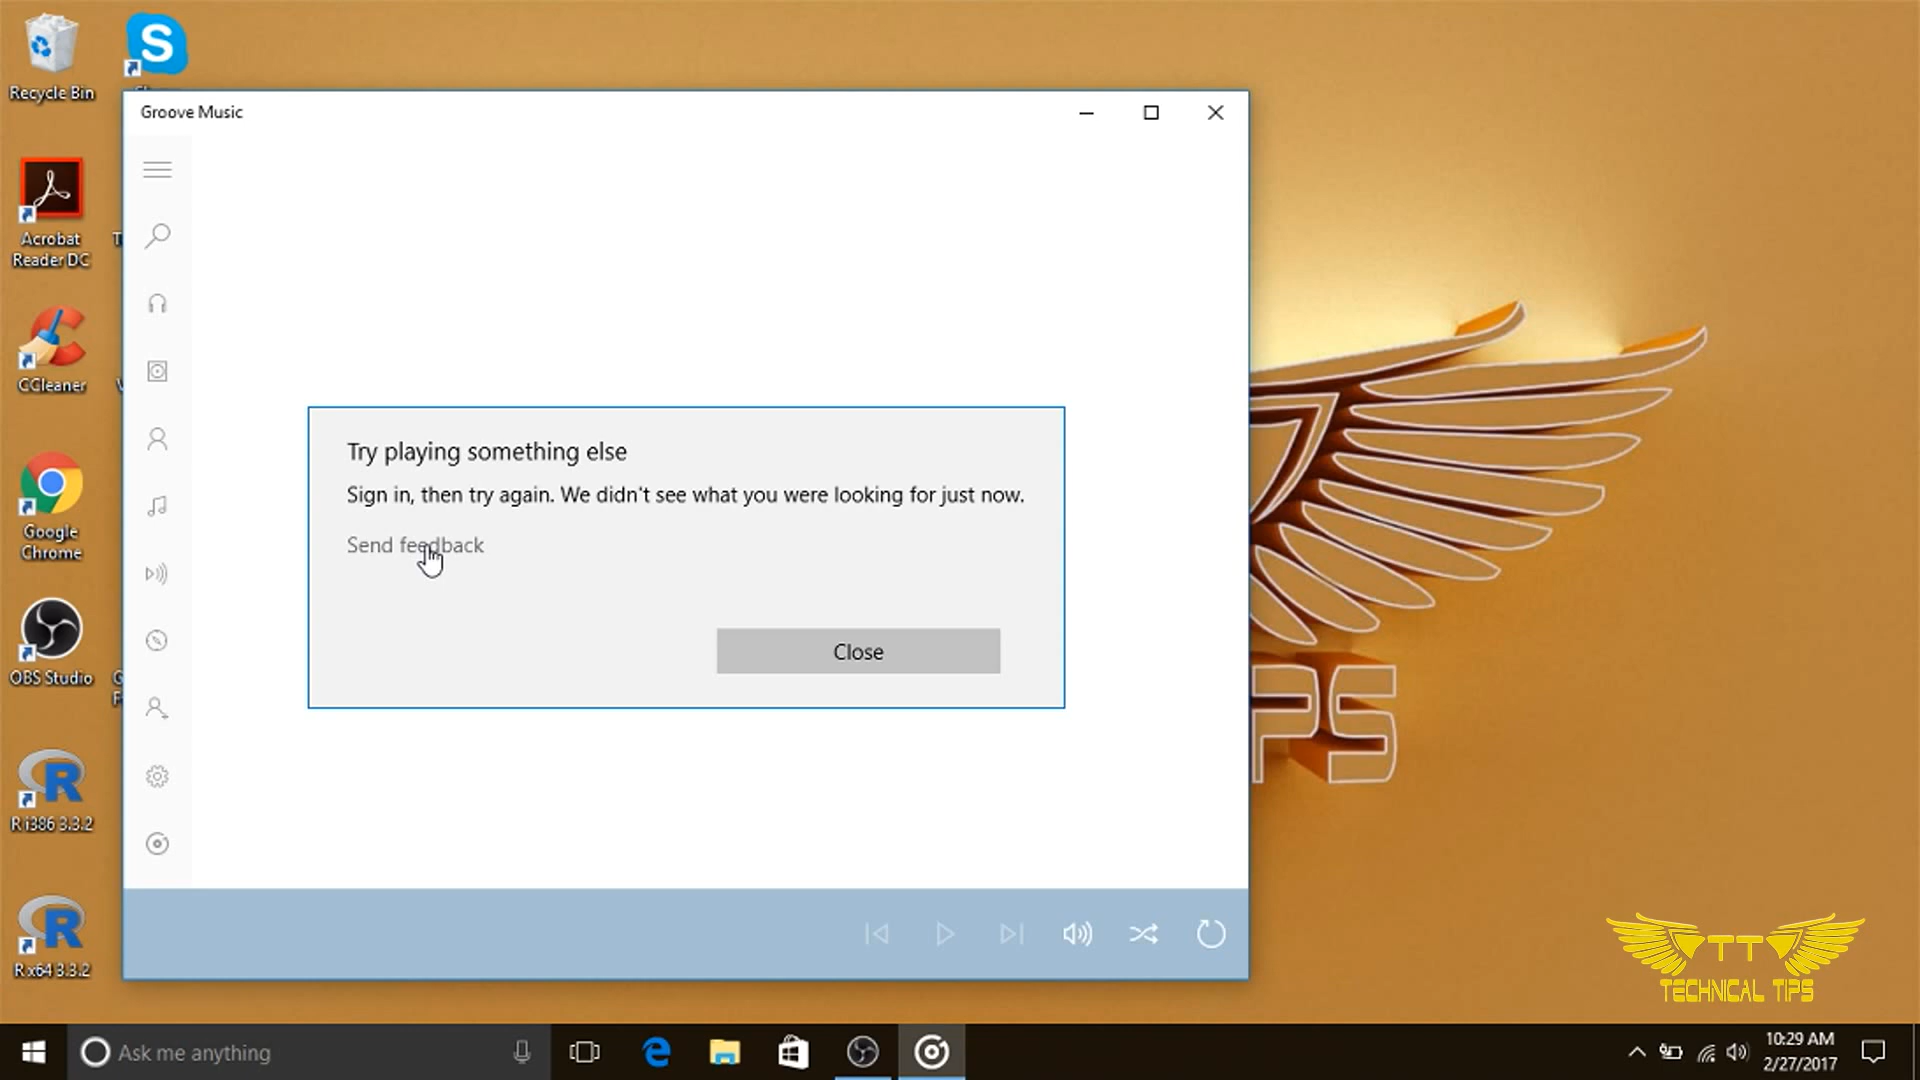 Recycle Bin
Groove Music
Acrobat
Reader DC
CCleaner
Google
Chrome
OBS Studio
R i386 3.3.2
R x64 3.3.2
Try playing something else
Sign in, then try again. We didn't see what you were looking for just now.
Send feedback
Close
PS
TT
TECHNICAL TIPS
Ask me anything
10:29 AM
2/27/2017